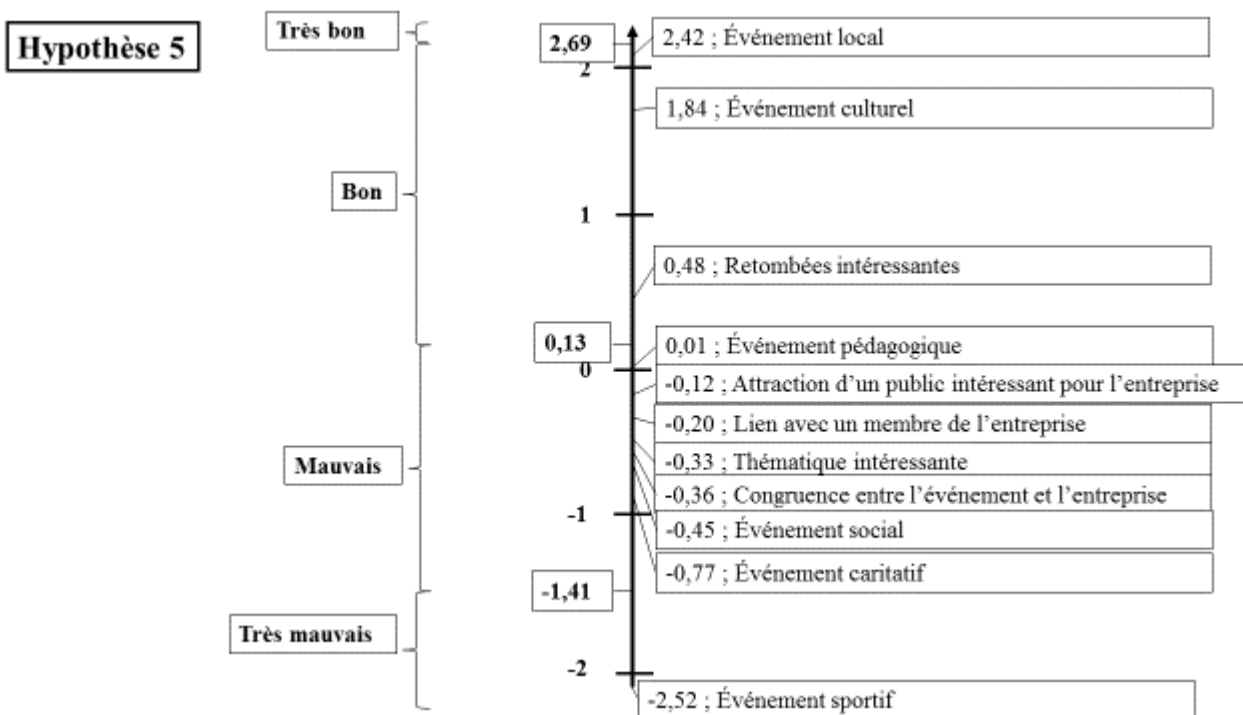 Hypothèse 5
Très bon
Bon
Mauvais
Très mauvais
2,69
2
1
0,13
0
-1
-1,41
-2
2,42 ; Événement local
1,84 ; Événement culturel
0,48 ; Retombées intéressantes
0,01 ; Événement pédagogique
-0,12 ; Attraction d’un public intéressant pour l’entreprise
-0,20 ; Lien avec un membre de l’entreprise
-0,33 ; Thématique intéressante
-0,36 ; Congruence entre l’événement et l’entreprise
-0,45 ; Événement social
-0,77 ; Événement caritatif
-2,52 ; Événement sportif